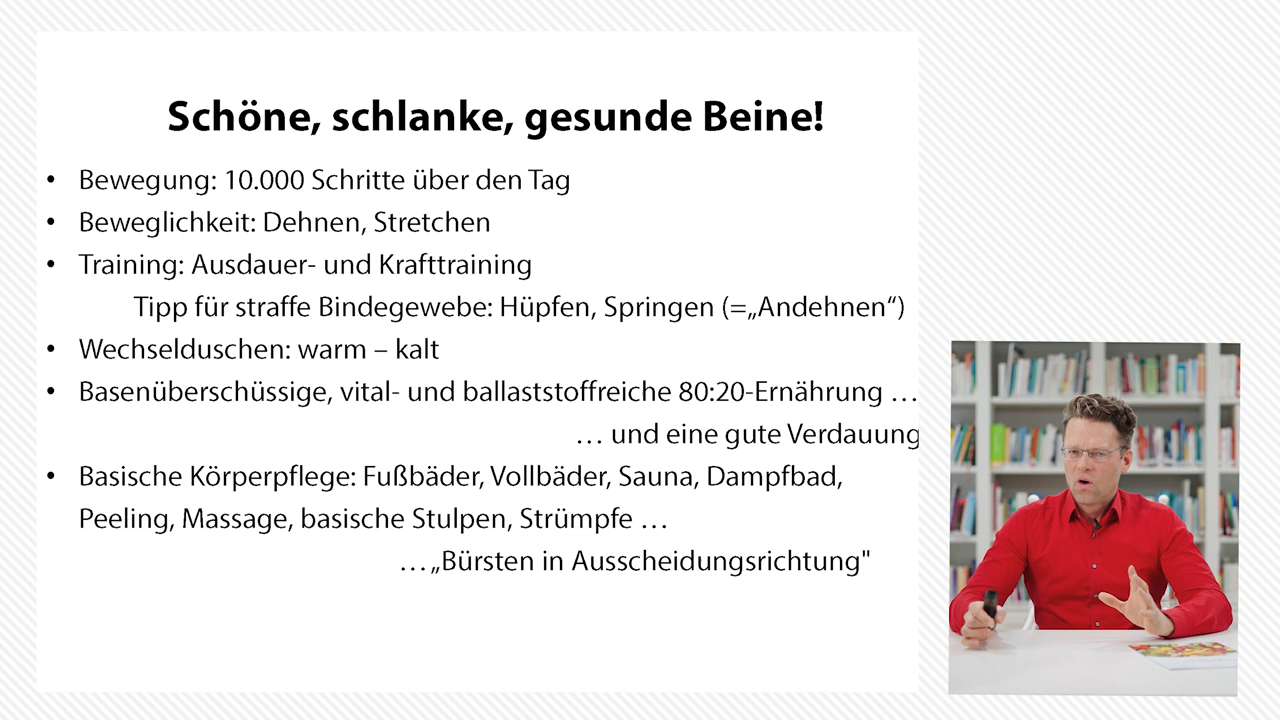 Schöne, schlanke, gesunde Beine!
• Bewegung: 10.000 Schritte über den Tag
• Beweglichkeit: Dehnen, Stretchen
• Training: Ausdauer- und Krafttraining
Tipp für straffe Bindegewebe: Hüpfen, Springen (=„Andehnen“)
• Wechselduschen: warm – kalt
• Basenüberschüssige, vital- und ballaststoffreiche 80:20-Ernährung …
… und eine gute Verdauung
• Basische Körperpflege: Fußbäder, Vollbäder, Sauna, Dampfbad,
Peeling, Massage, basische Stulpen, Strümpfe …
…„Bürsten in Ausscheidungsrichtung"